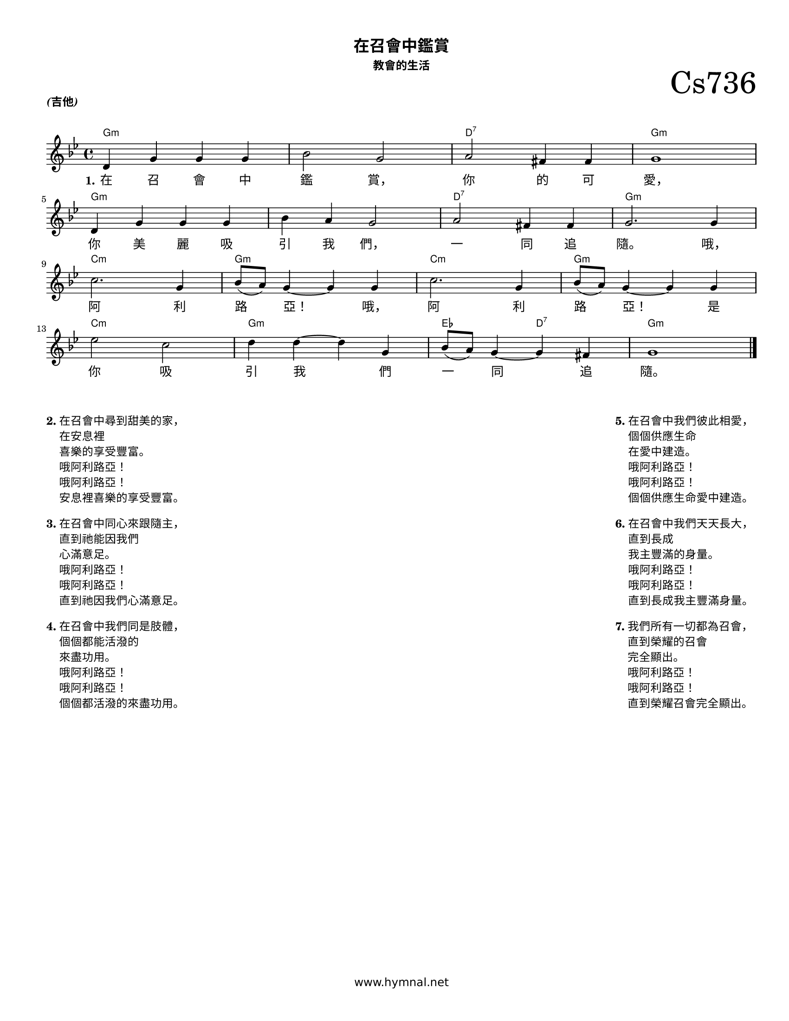 在召會中鑑賞
教會的生活
Cs736
(吉他)
Gm D7 Gm
1. 在 召 會 中 鑑 賞， 你 的 可 愛，
5 Gm D7 Gm
你 美 麗 吸 引 我 們， 一 同 追 隨。 哦，
9 Cm Gm Cm Gm
阿 利 路 亞！ 哦， 阿 利 路 亞！ 是
13 Cm Gm E♭ D7 Gm
你 吸 引 我 們 一 同 追 隨。
2. 在召會中尋到甜美的家，
在安息裡
喜樂的享受豐富。
哦阿利路亞！
哦阿利路亞！
安息裡喜樂的享受豐富。
3. 在召會中同心來跟隨主，
直到祂能因我們
心滿意足。
哦阿利路亞！
哦阿利路亞！
直到祂因我們心滿意足。
4. 在召會中我們同是肢體，
個個都能活潑的
來盡功用。
哦阿利路亞！
哦阿利路亞！
個個都活潑的來盡功用。
5. 在召會中我們彼此相愛，
個個供應生命
在愛中建造。
哦阿利路亞！
哦阿利路亞！
個個供應生命愛中建造。
6. 在召會中我們天天長大，
直到長成
我主豐滿的身量。
哦阿利路亞！
哦阿利路亞！
直到長成我主豐滿身量。
7. 我們所有一切都為召會，
直到榮耀的召會
完全顯出。
哦阿利路亞！
哦阿利路亞！
直到榮耀召會完全顯出。
www.hymnal.net